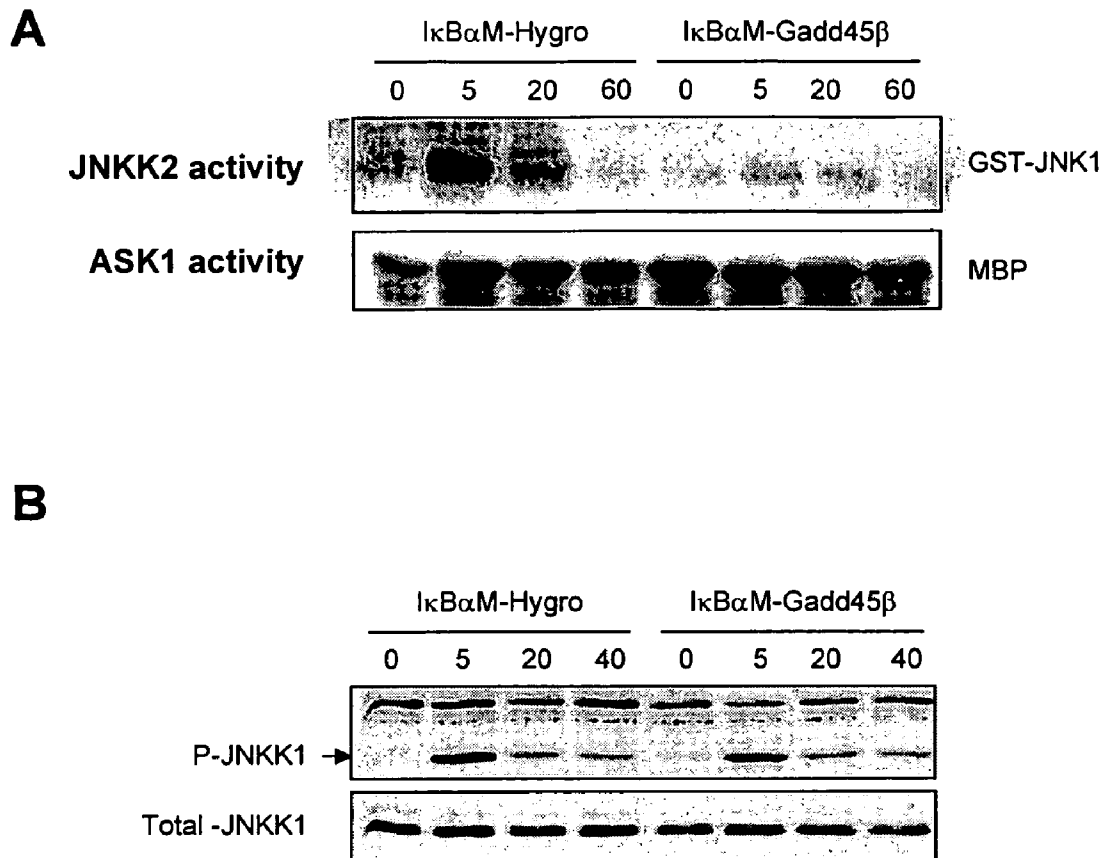 A
IκBαM-Hygro IκBαM-Gadd45β
0 5 20 60 0 5 20 60
JNKK2 activity GST-JNK1
ASK1 activity MBP
B
IκBαM-Hygro IκBαM-Gadd45β
0 5 20 40 0 5 20 40
P-JNKK1
Total -JNKK1